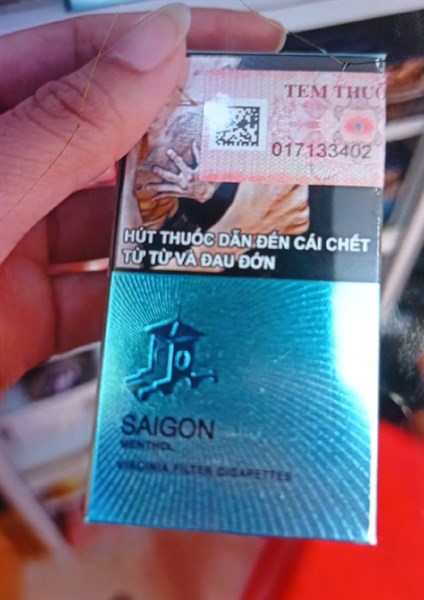 TEM THUỐ
017133402
HÚT THUỐC DẪN ĐẾN CÁI CHẾT
TỪ TỪ VÀ ĐAU ĐỚN
SAIGON
MENTHOL
VIRGINIA FILTER CIGARETTES